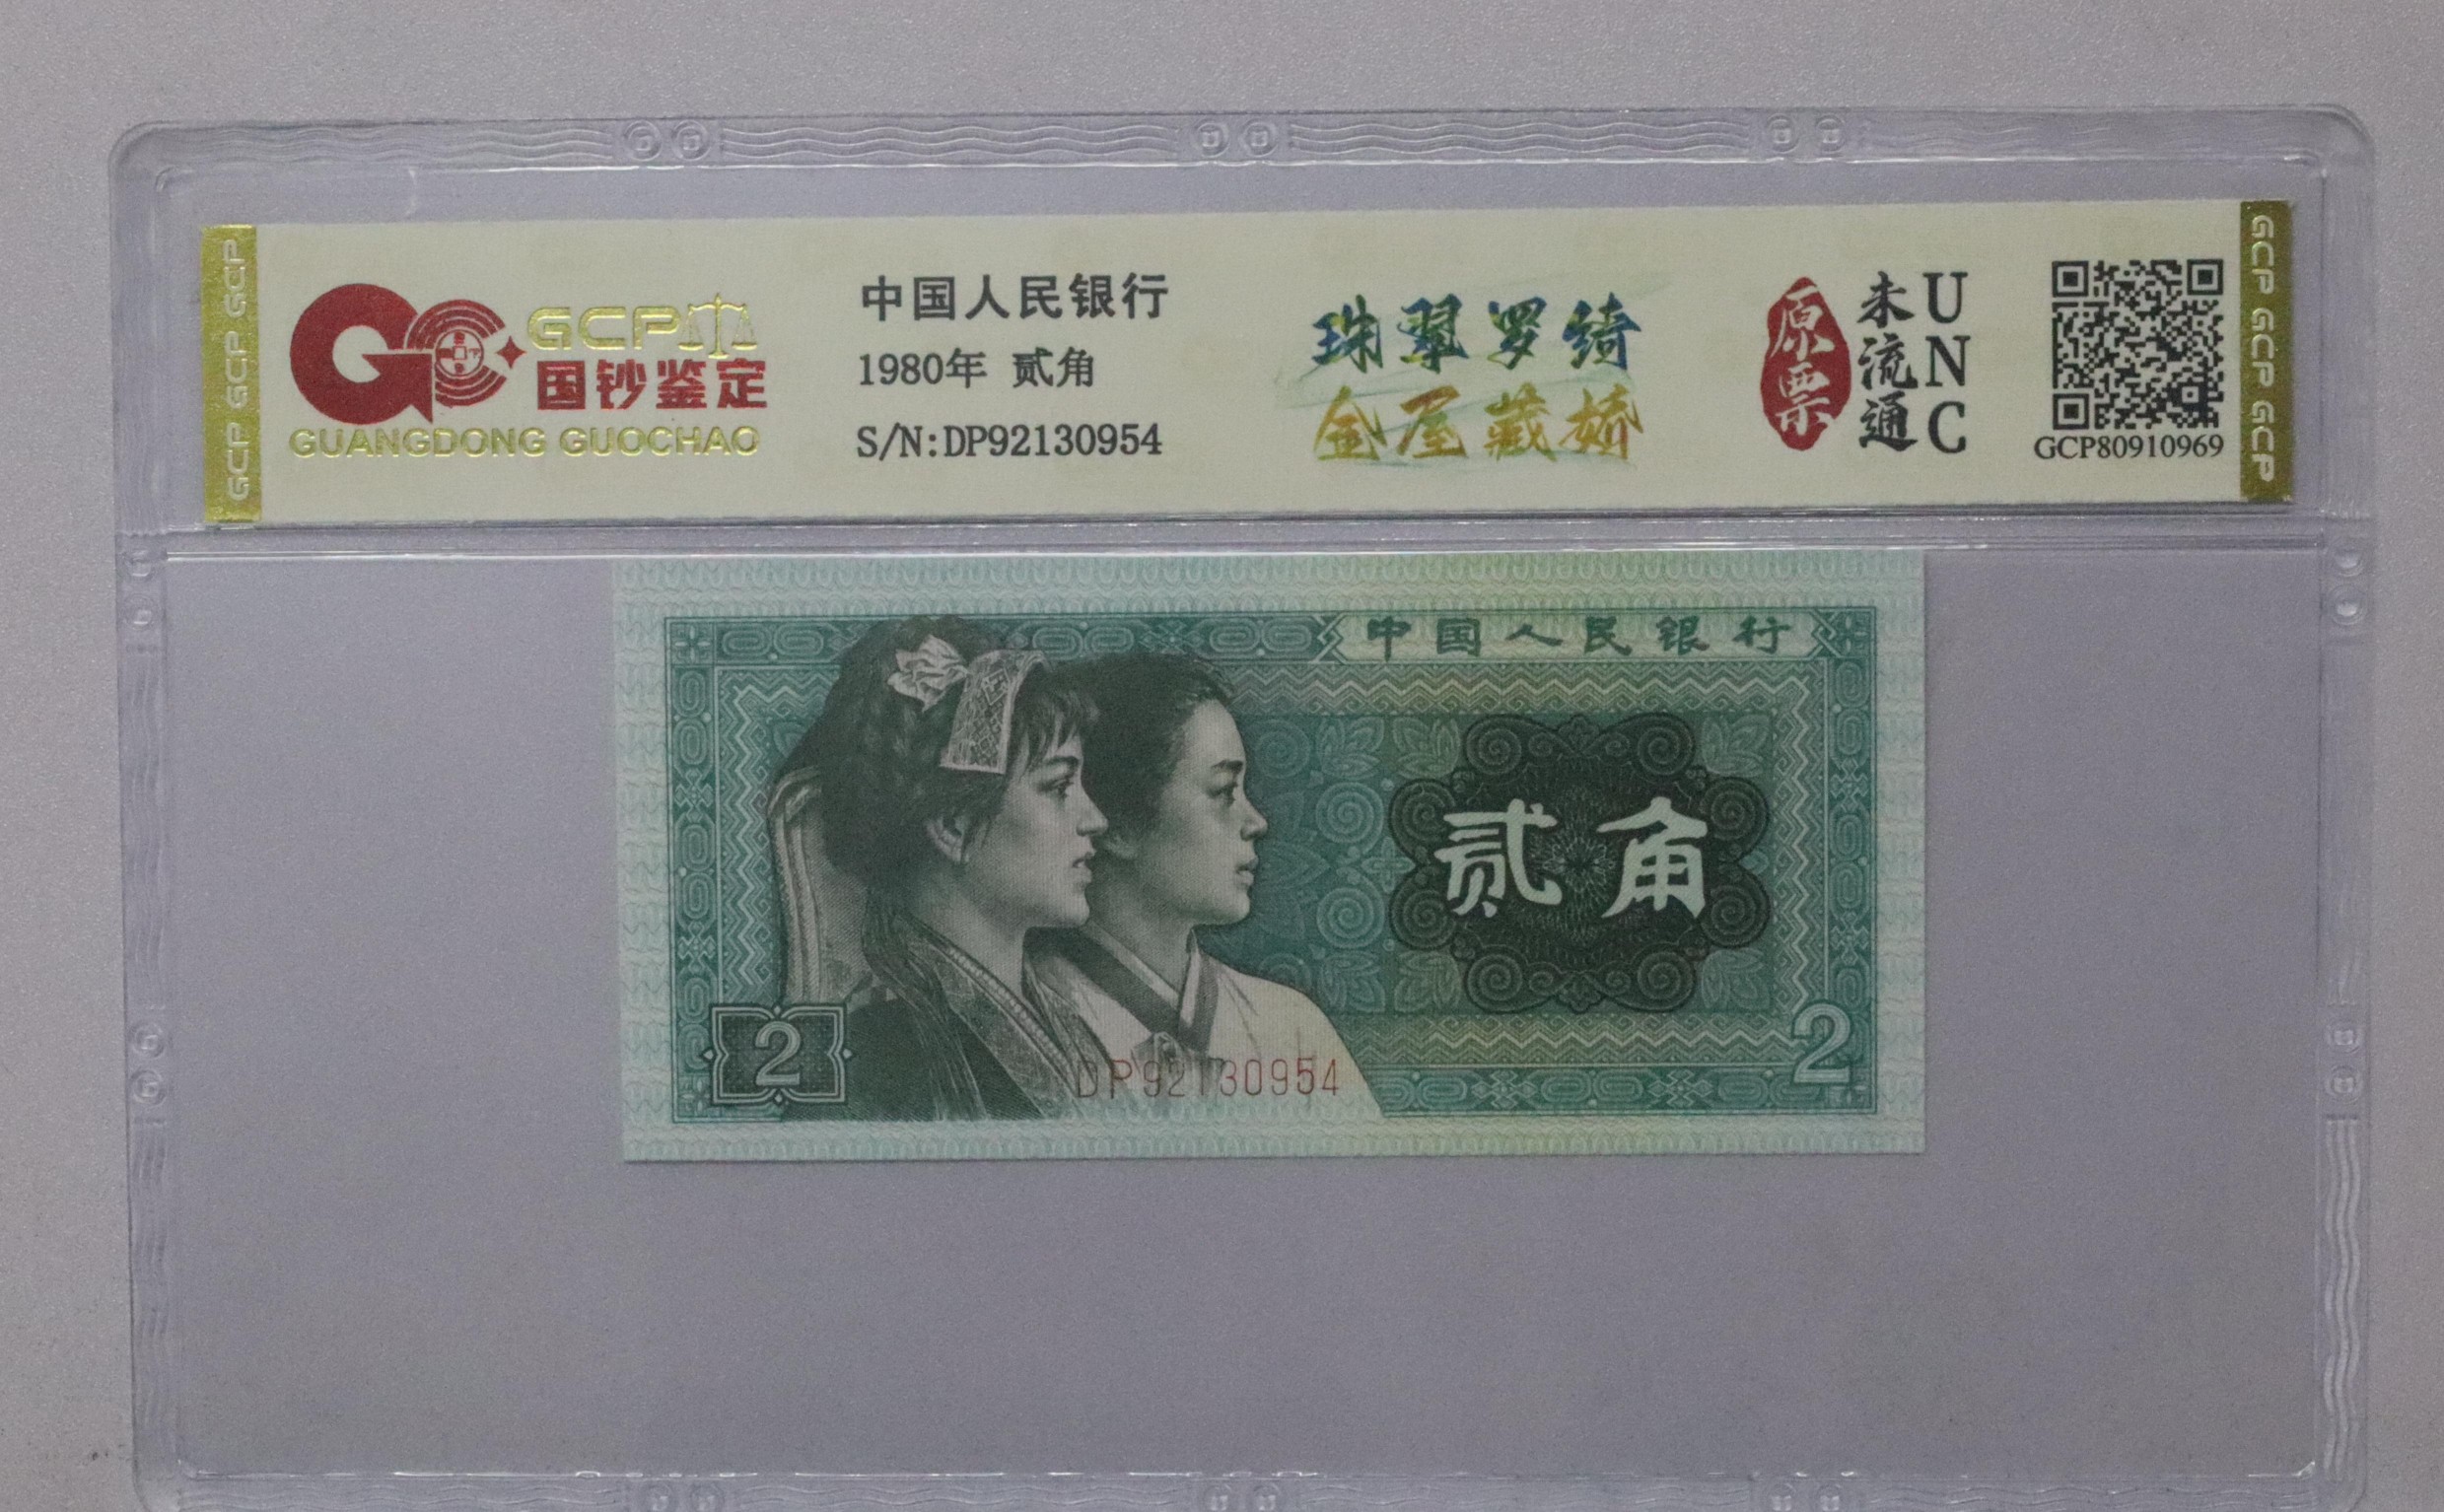 GCP GCP GCP
GCP
国钞鉴定
GUANGDONG GUOCHAO
中国人民银行
1980年 贰角
S/N:DP92130954
珠翠罗绮
金屋藏娇
原票
未流通
UNC
GCP80910969
GCP GCP GCP
中国人民银行
贰角
2
DP92130954
2